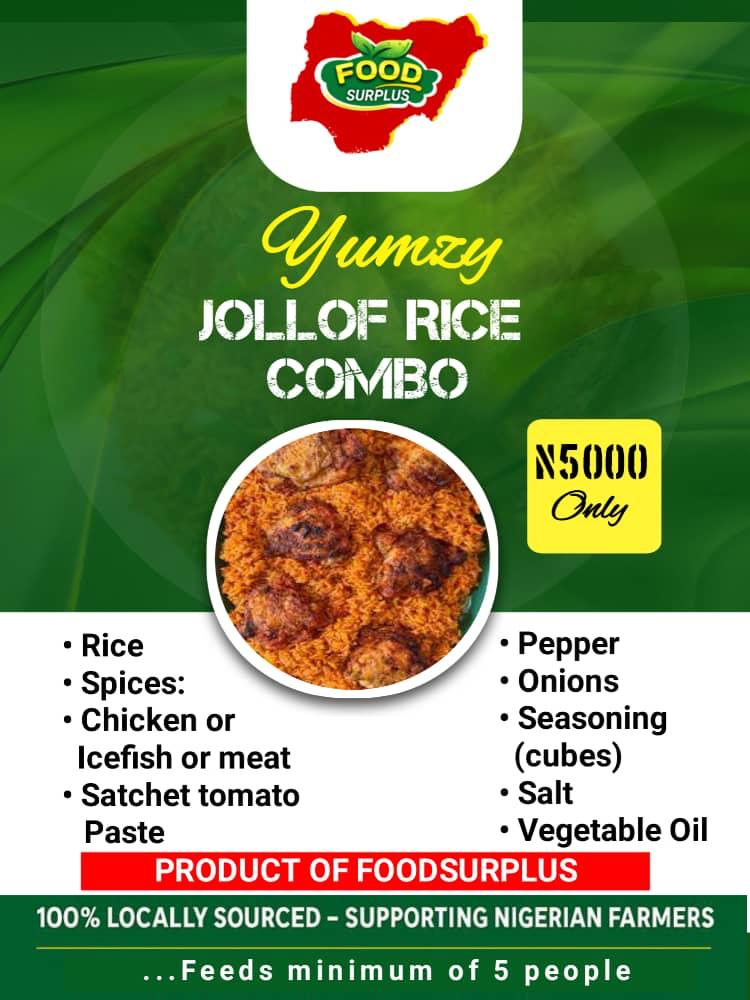 FOOD
SURPLUS
Yumzy
JOLLOF RICE
COMBO
₦5000
Only
• Rice
• Spices:
• Chicken or
Icefish or meat
• Satchet tomato
Paste
• Pepper
• Onions
• Seasoning
(cubes)
• Salt
• Vegetable Oil
PRODUCT OF FOODSURPLUS
100% LOCALLY SOURCED – SUPPORTING NIGERIAN FARMERS
...Feeds minimum of 5 people